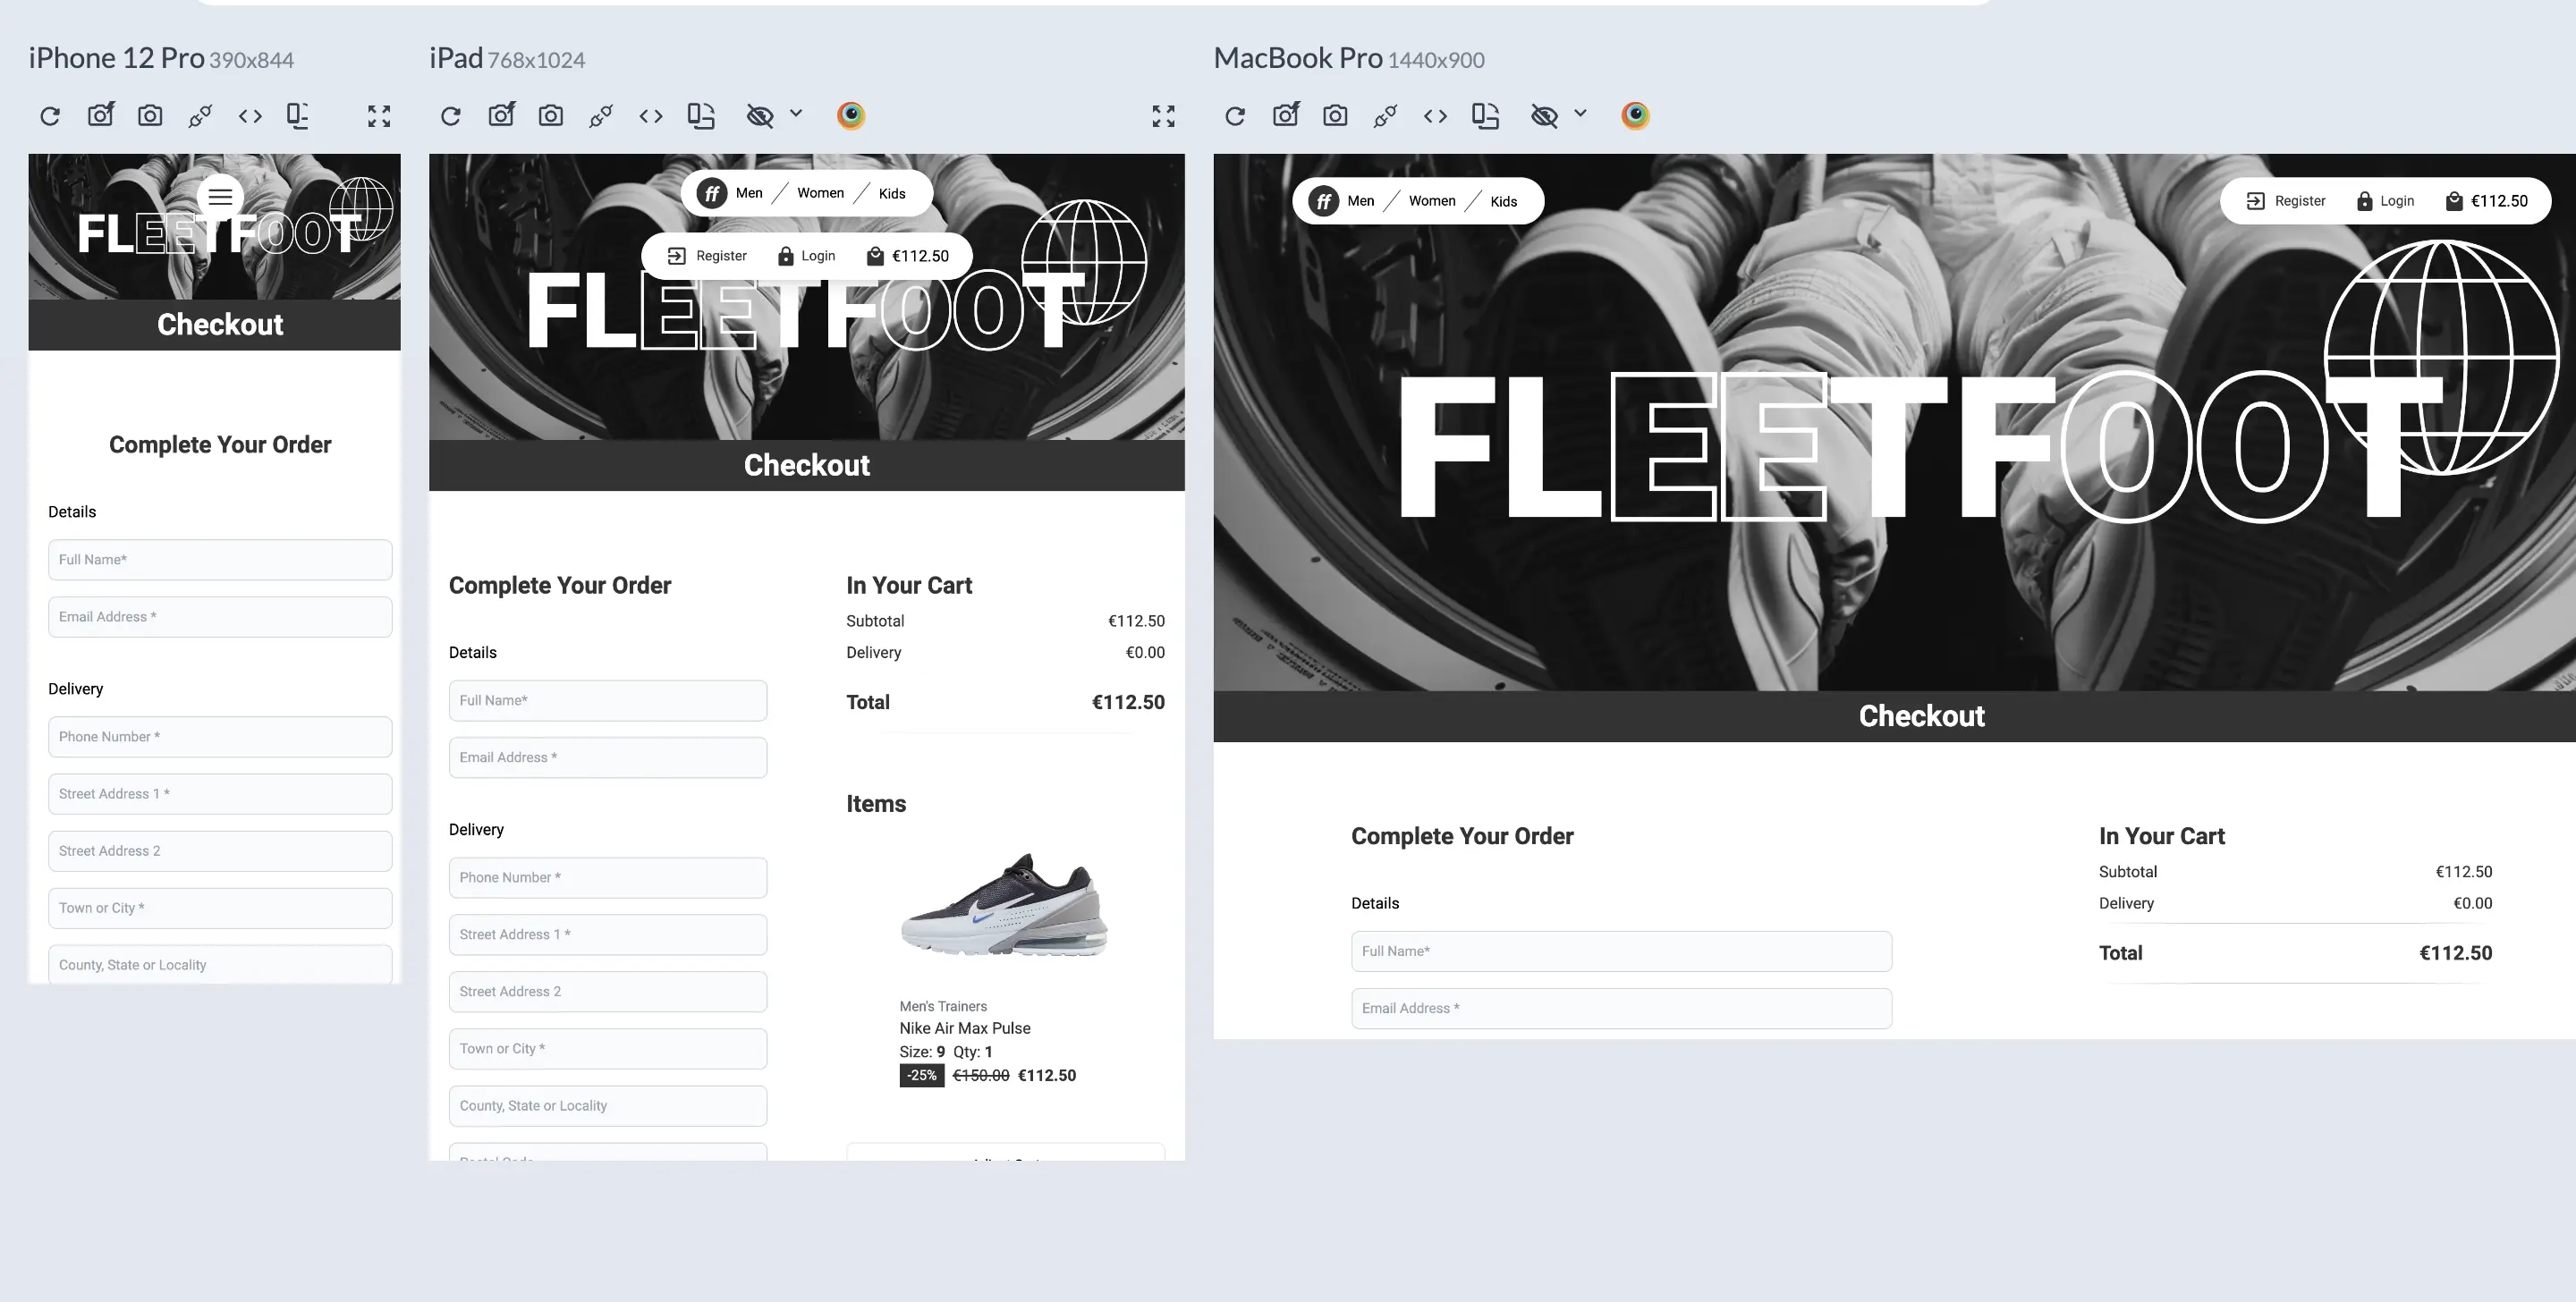 iPhone 12 Pro 390x844
FLEETFOOT
Checkout
Complete Your Order
Details
Full Name*
Email Address *
Delivery
Phone Number *
Street Address 1 *
Street Address 2
Town or City *
County, State or Locality
iPad 768x1024
ff Men Women Kids
Register Login €112.50
FLEETFOOT
Checkout
Complete Your Order
Details
Full Name*
Email Address *
Delivery
Phone Number *
Street Address 1 *
Street Address 2
Town or City *
County, State or Locality
In Your Cart
Subtotal €112.50
Delivery €0.00
Total €112.50
Items
Men's Trainers
Nike Air Max Pulse
Size: 9 Qty: 1
-25% €150.00 €112.50
MacBook Pro 1440x900
ff Men Women Kids
Register Login €112.50
FLEETFOOT
Checkout
Complete Your Order
Details
Full Name*
Email Address *
In Your Cart
Subtotal €112.50
Delivery €0.00
Total €112.50